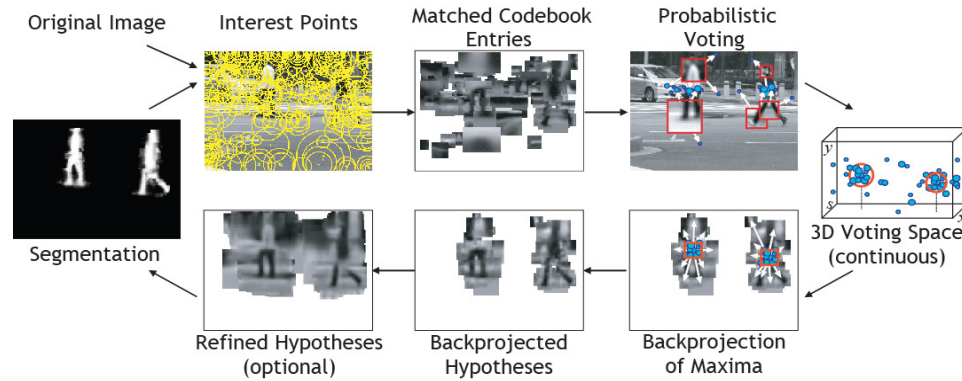 Original Image
Interest Points
Matched Codebook
Entries
Probabilistic
Voting
y
s
x
3D Voting Space
(continuous)
Segmentation
Refined Hypotheses
(optional)
Backprojected
Hypotheses
Backprojection
of Maxima